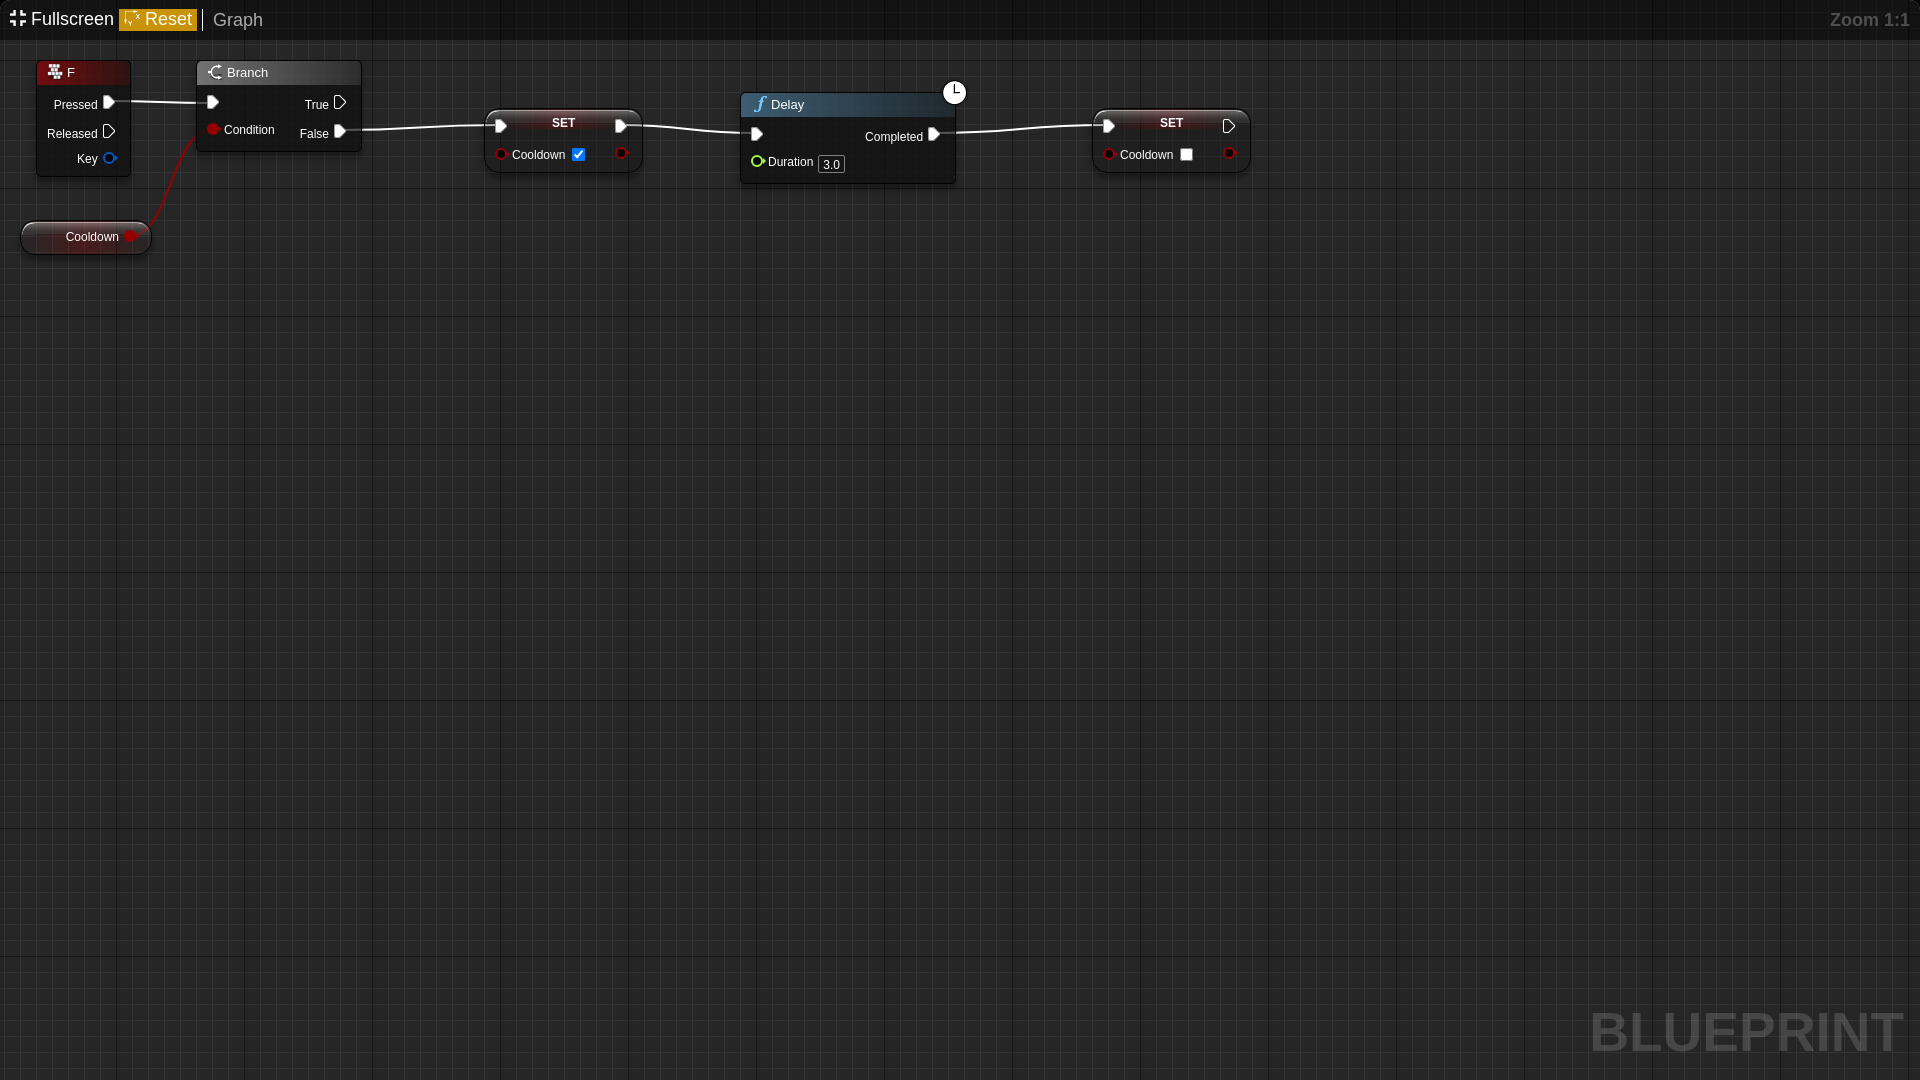 Fullscreen Reset Graph Zoom 1:1
F
Pressed
Released
Key
Branch
True
Condition
False
SET
Cooldown
Delay
Completed
Duration 3.0
SET
Cooldown
Cooldown
BLUEPRINT